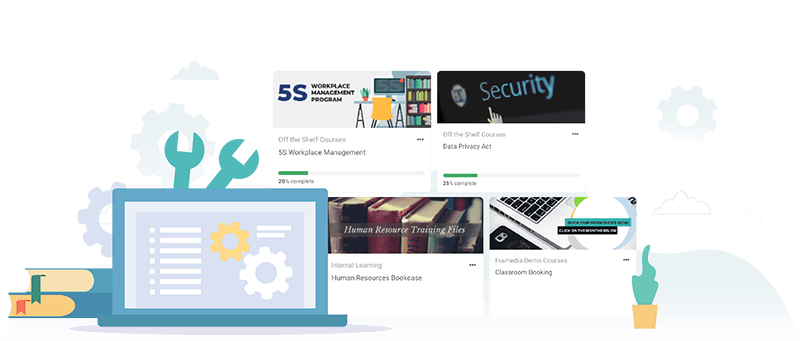 5S WORKPLACE
MANAGEMENT
PROGRAM
Security
Off the Shelf Courses
5S Workplace Management
20% complete
Off the Shelf Courses
Data Privacy Act
25% complete
Human Resource Training Files
BOOK OUR WORKSHOPS NOW!
CLICK ON THE MONTHS BELOW
Internal Learning
Human Resources Bookcase
Framedia Demo Courses
Classroom Booking